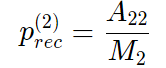 p_{rec}^{(2)} = \frac{A_{22}}{M_2}